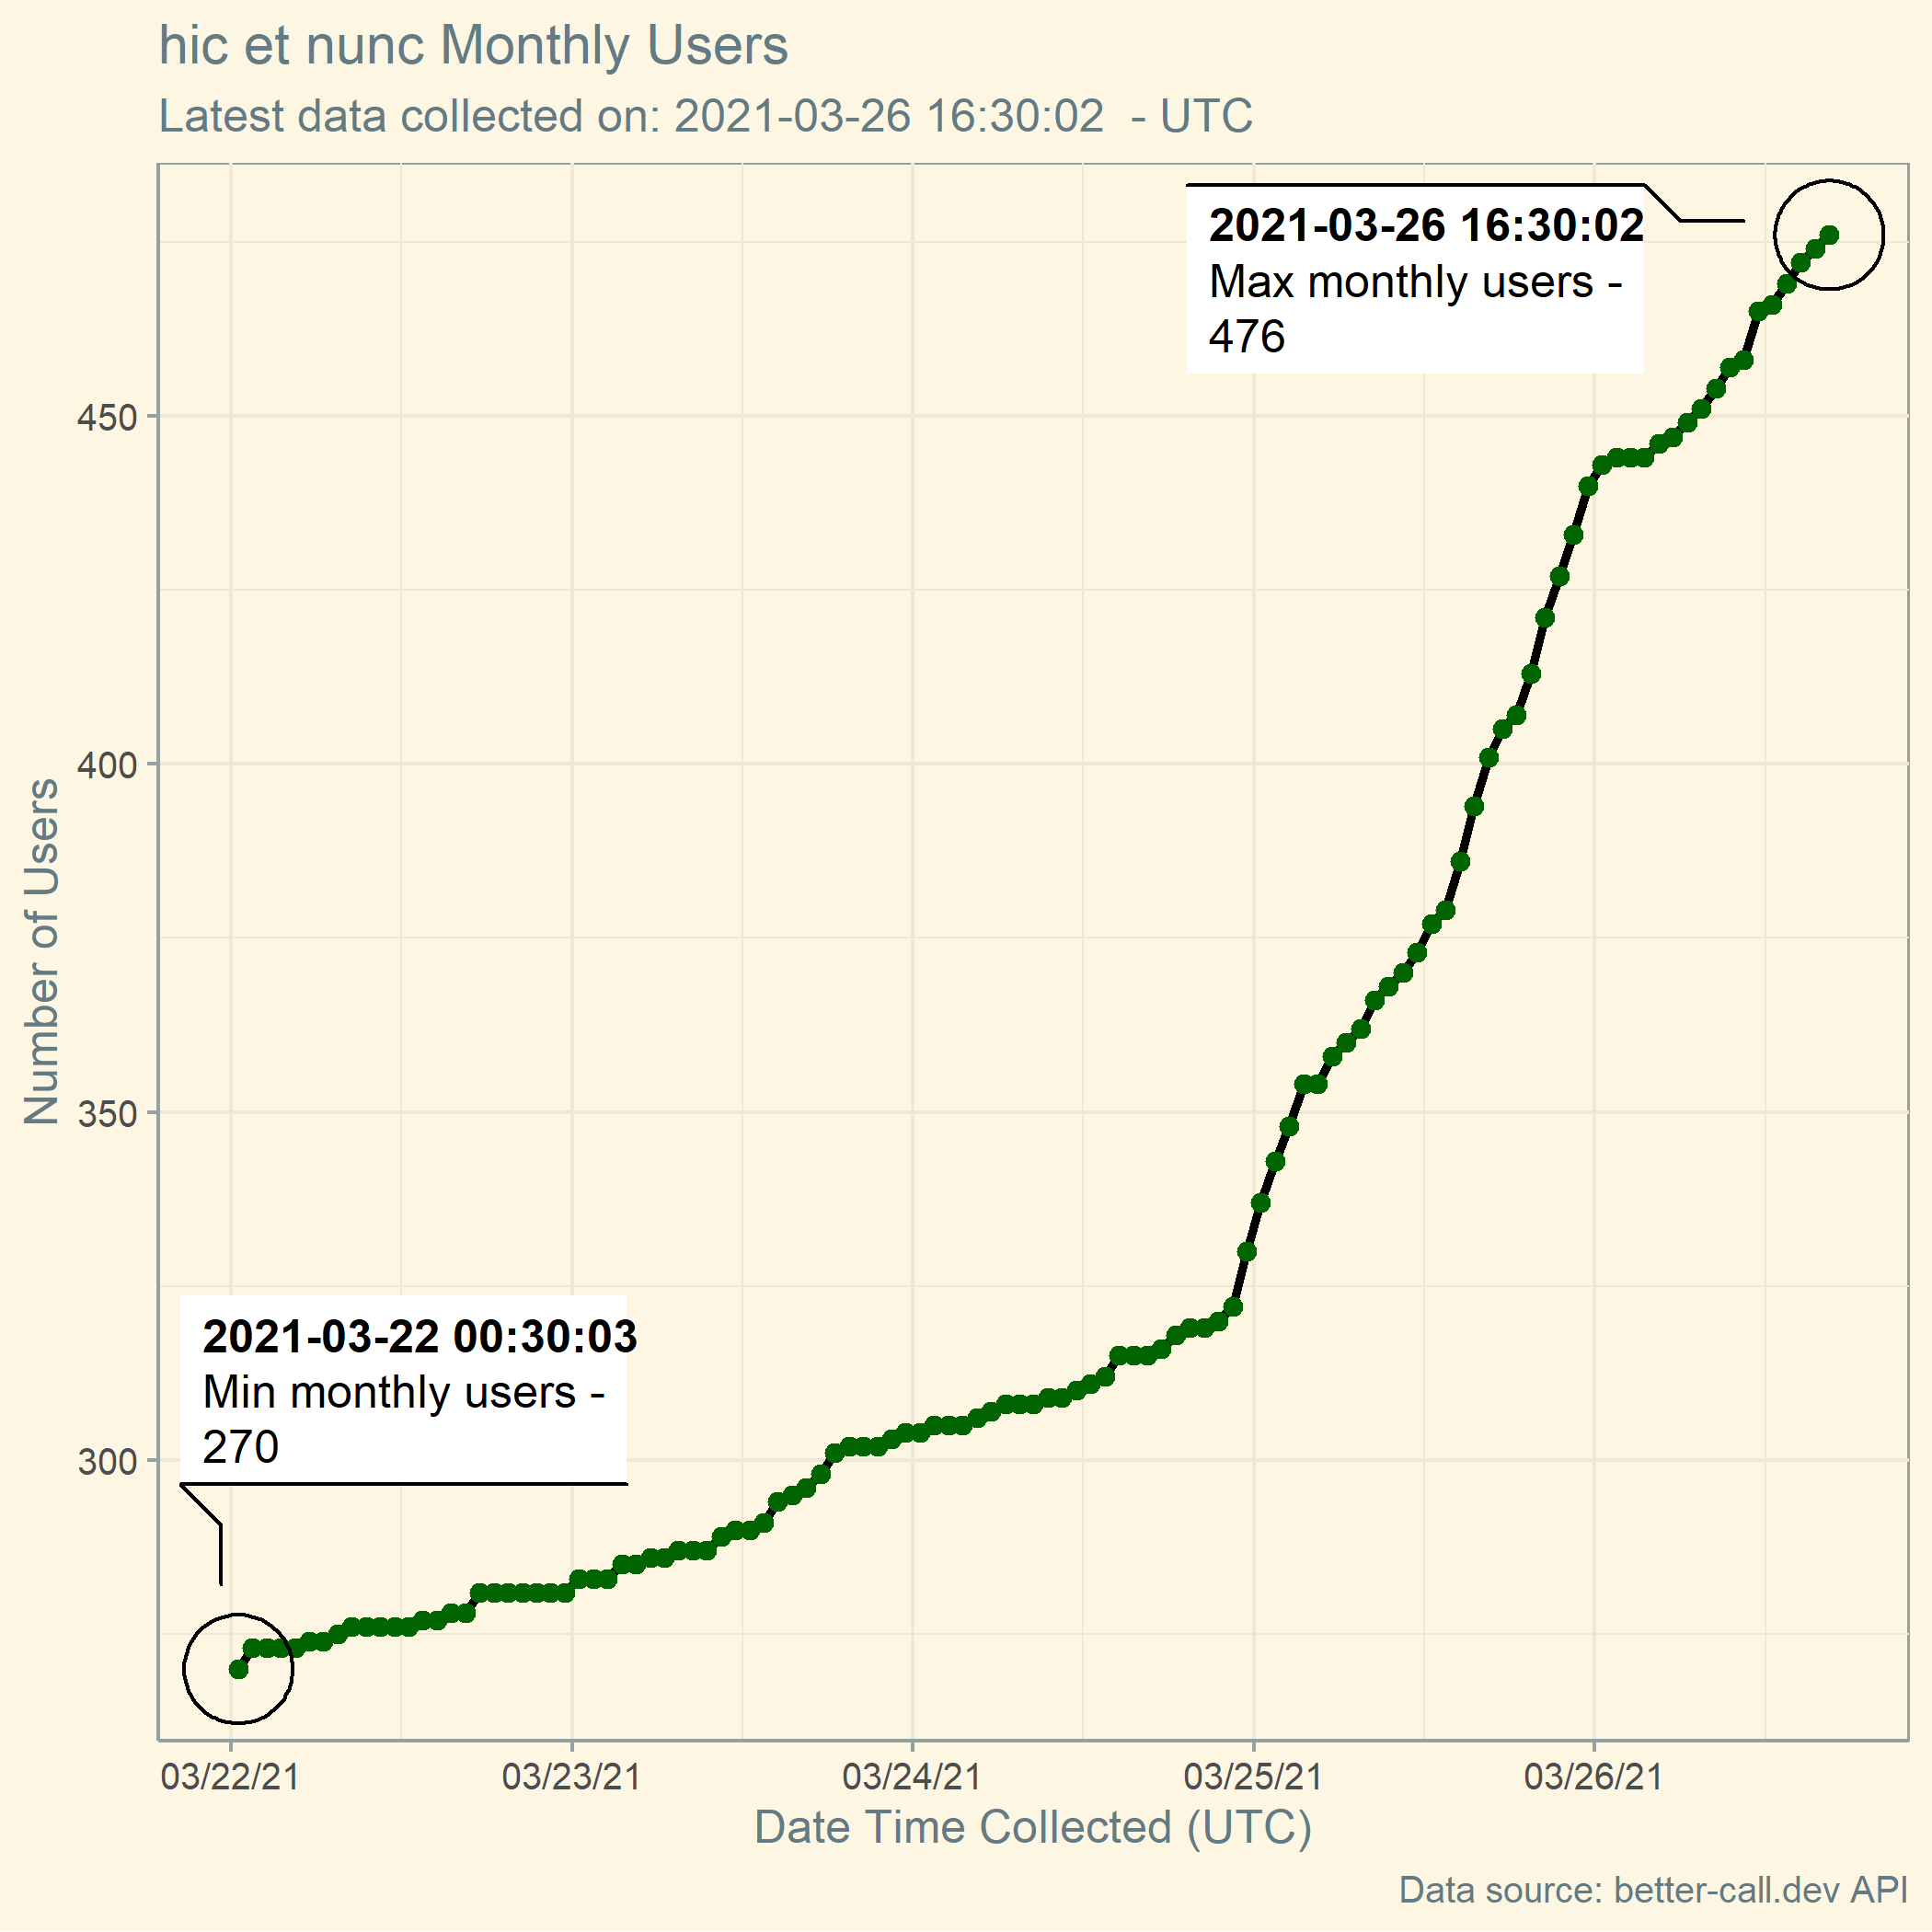 hic et nunc Monthly Users
Latest data collected on: 2021-03-26 16:30:02  - UTC
2021-03-26 16:30:02
Max monthly users -
476
450
400
350
300
Number of Users
2021-03-22 00:30:03
Min monthly users -
270
03/22/21
03/23/21
03/24/21
03/25/21
03/26/21
Date Time Collected (UTC)
Data source: better-call.dev API